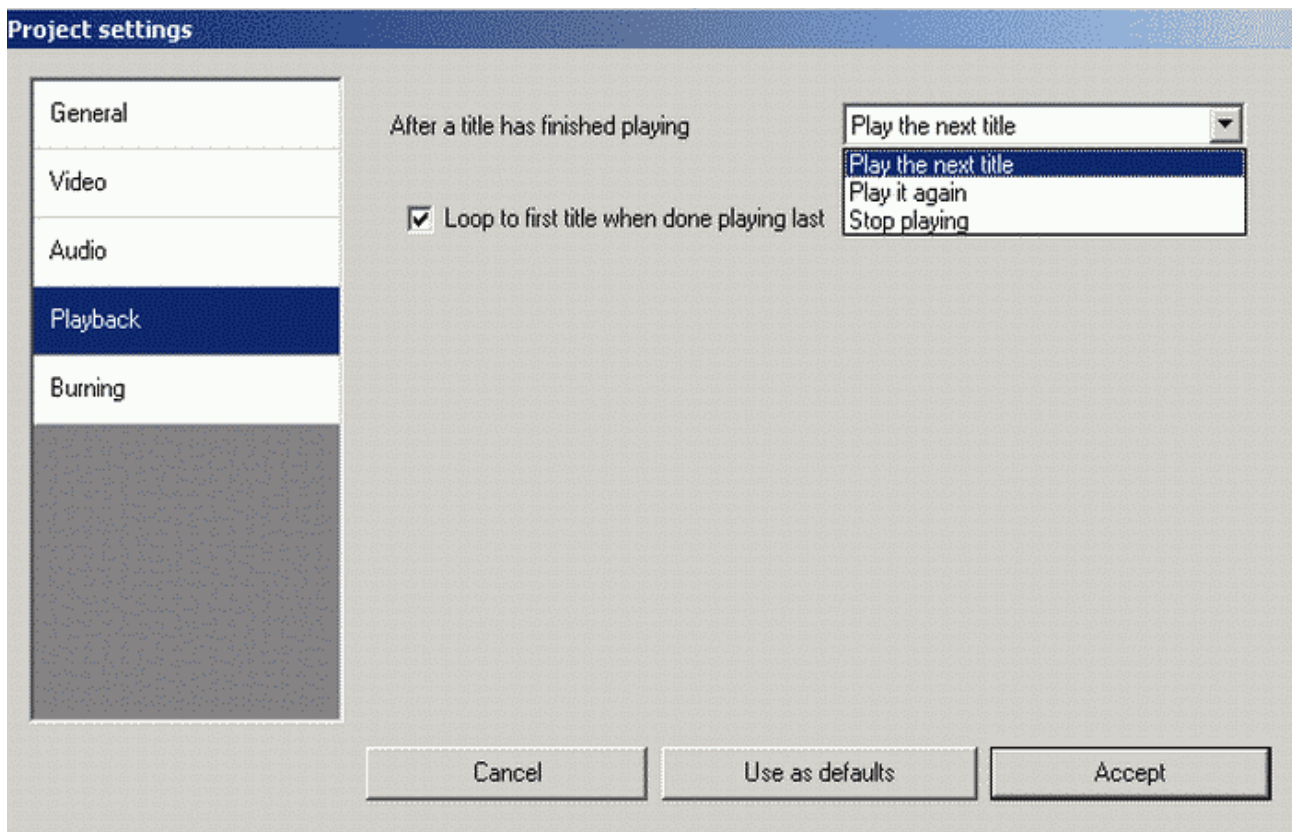 Project settings
General
Video
Audio
Playback
Burning
After a title has finished playing
Play the next title
Play the next title
Play it again
Stop playing
Loop to first title when done playing last
Cancel
Use as defaults
Accept